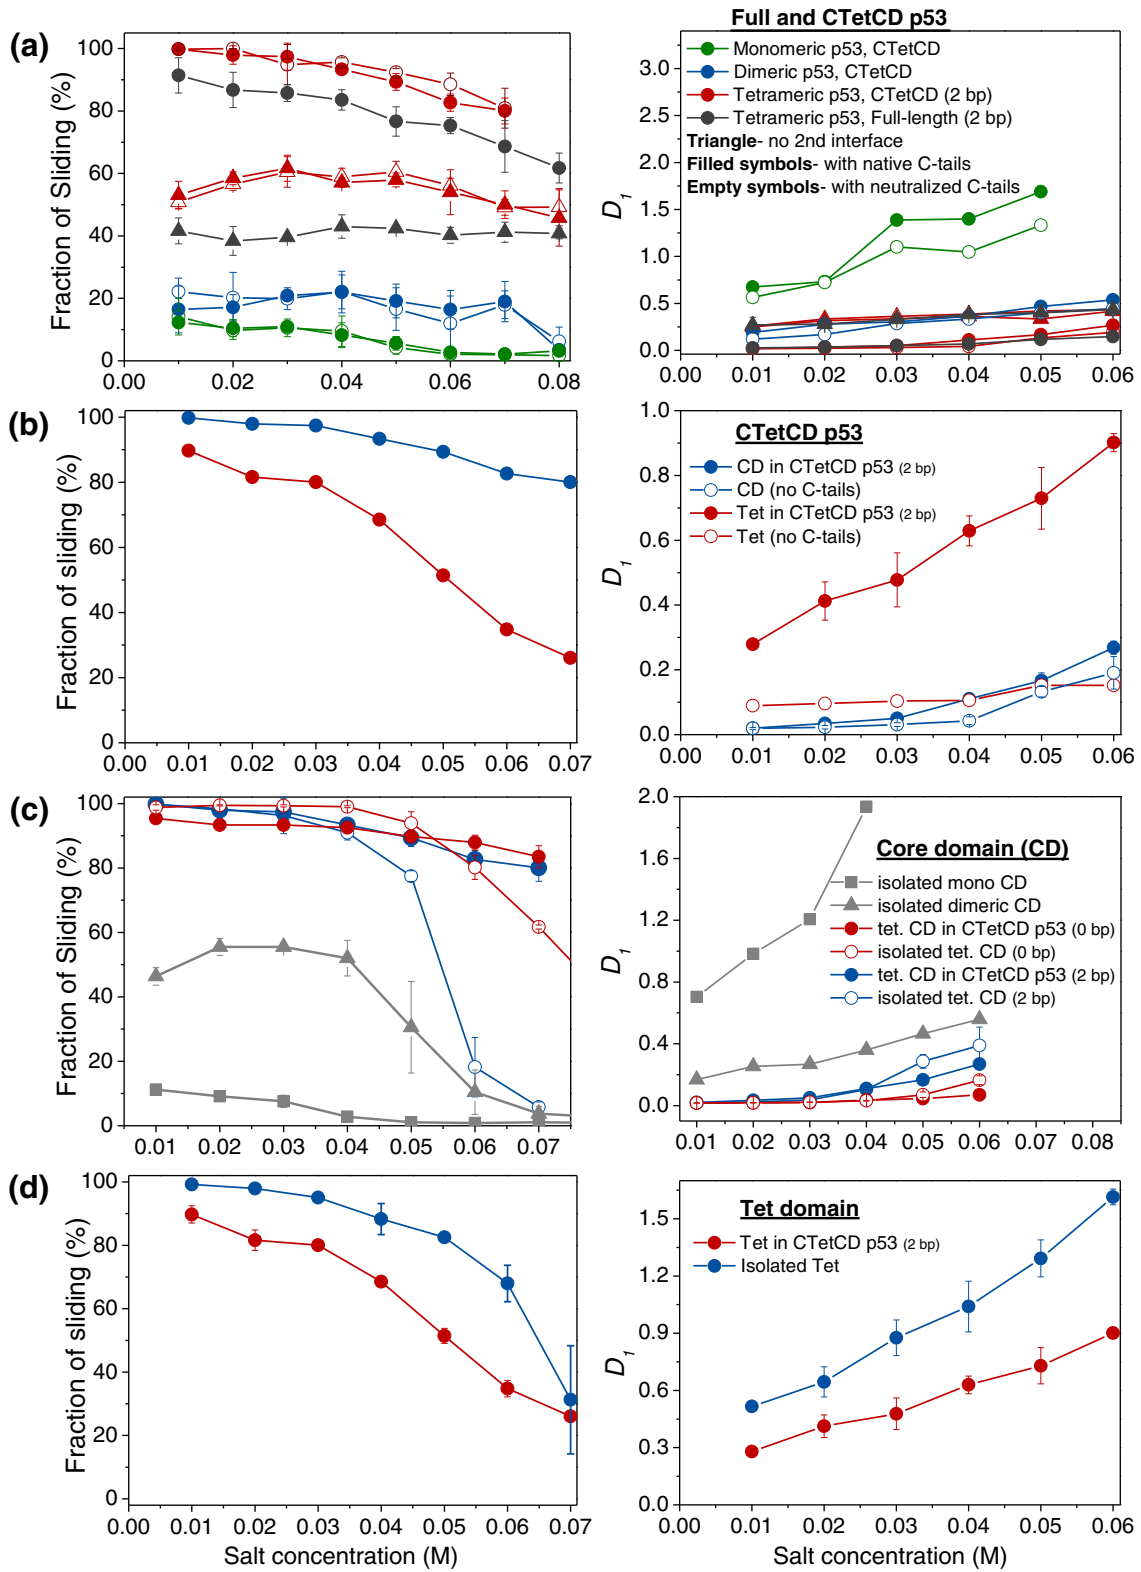 (a)
Fraction of Sliding (%)
100
80
60
40
20
0
0.00
0.02
0.04
0.06
0.08
Full and CTetCD p53
Monomeric p53, CTetCD
Dimeric p53, CTetCD
Tetrameric p53, CTetCD (2 bp)
Tetrameric p53, Full-length (2 bp)
Triangle- no 2nd interface
Filled symbols- with native C-tails
Empty symbols- with neutralized C-tails
D1
3.0
2.5
2.0
1.5
1.0
0.5
0.0
0.00
0.01
0.02
0.03
0.04
0.05
0.06
(b)
Fraction of sliding (%)
100
80
60
40
20
0
0.00
0.01
0.02
0.03
0.04
0.05
0.06
0.07
CTetCD p53
CD in CTetCD p53 (2 bp)
CD (no C-tails)
Tet in CTetCD p53 (2 bp)
Tet (no C-tails)
D1
1.0
0.8
0.6
0.4
0.2
0.0
0.00
0.01
0.02
0.03
0.04
0.05
0.06
(c)
Fraction of Sliding (%)
100
80
60
40
20
0
0.01
0.02
0.03
0.04
0.05
0.06
0.07
Core domain (CD)
isolated mono CD
isolated dimeric CD
tet. CD in CTetCD p53 (0 bp)
isolated tet. CD (0 bp)
tet. CD in CTetCD p53 (2 bp)
isolated tet. CD (2 bp)
D1
2.0
1.6
1.2
0.8
0.4
0.0
0.01
0.02
0.03
0.04
0.05
0.06
0.07
0.08
(d)
Fraction of sliding (%)
100
80
60
40
20
0
0.00
0.01
0.02
0.03
0.04
0.05
0.06
0.07
Salt concentration (M)
Tet domain
Tet in CTetCD p53 (2 bp)
Isolated Tet
D1
1.5
1.2
0.9
0.6
0.3
0.0
0.00
0.01
0.02
0.03
0.04
0.05
0.06
Salt concentration (M)